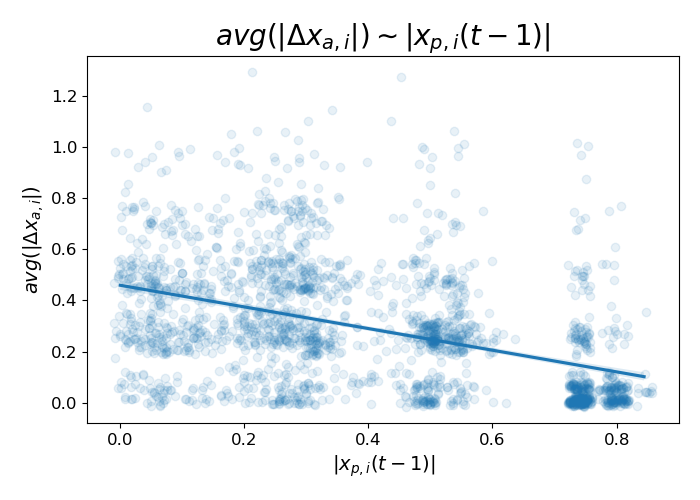 avg(|Δx_{a,i}|) ~ |x_{p,i}(t − 1)|
avg(|Δx_{a,i}|)
1.2
1.0
0.8
0.6
0.4
0.2
0.0
0.0 0.2 0.4 0.6 0.8
|x_{p,i}(t − 1)|